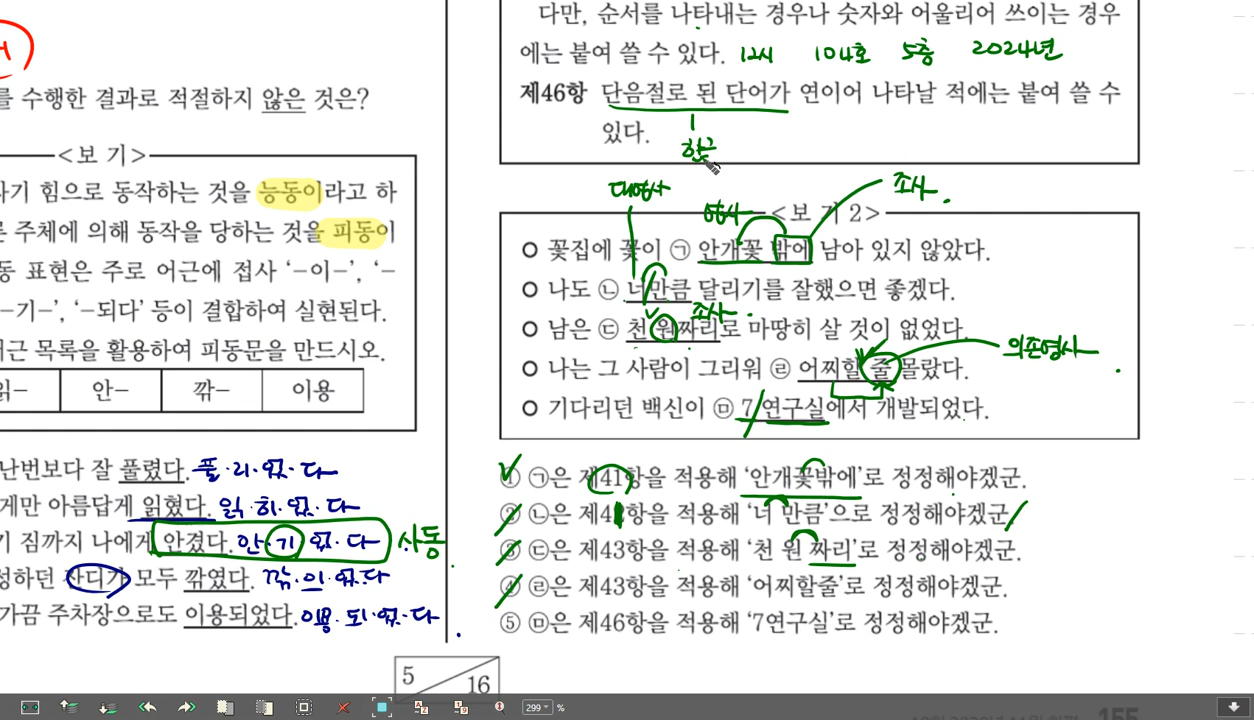 를 수행한 결과로 적절하지 않은 것은?
<보 기>
자기 힘으로 동작하는 것을 능동이라고 하
른 주체에 의해 동작을 당하는 것을 피동이
동 표현은 주로 어근에 접사 ‘-이-’, ‘-
-기-’, ‘-되다’ 등이 결합하여 실현된다.
어근 목록을 활용하여 피동문을 만드시오.
읽- 안- 깎- 이용
난번보다 잘 풀렸다. 풀·리·었·다
게만 아름답게 읽혔다. 읽·히·었·다
기 짐까지 나에게 안겼다. 안 기 었·다 사동
성하던 잔디가 모두 깎였다. 깎·이·었·다
가끔 주차장으로도 이용되었다. 이용·되·었·다
5 16
다만, 순서를 나타내는 경우나 숫자와 어울리어 쓰이는 경우
에는 붙여 쓸 수 있다. 12시 104호 5층 2024년
제46항 단음절로 된 단어가 연이어 나타날 적에는 붙여 쓸 수
있다.
한글
대명사 명사 조사
<보 기 2>
○ 꽃집에 꽃이 ㉠ 안개꽃 밖에 남아 있지 않았다.
○ 나도 ㉡ 너만큼 달리기를 잘했으면 좋겠다.
조사
○ 남은 ㉢ 천 원짜리로 마땅히 살 것이 없었다.
의존명사
○ 나는 그 사람이 그리워 ㉣ 어찌할 줄 몰랐다.
○ 기다리던 백신이 ㉤ 7 연구실에서 개발되었다.
① ㉠은 제41항을 적용해 ‘안개꽃밖에’로 정정해야겠군.
② ㉡은 제41항을 적용해 ‘너 만큼’으로 정정해야겠군.
③ ㉢은 제43항을 적용해 ‘천 원 짜리’로 정정해야겠군.
④ ㉣은 제43항을 적용해 ‘어찌할줄’로 정정해야겠군.
⑤ ㉤은 제46항을 적용해 ‘7연구실’로 정정해야겠군.
299 %